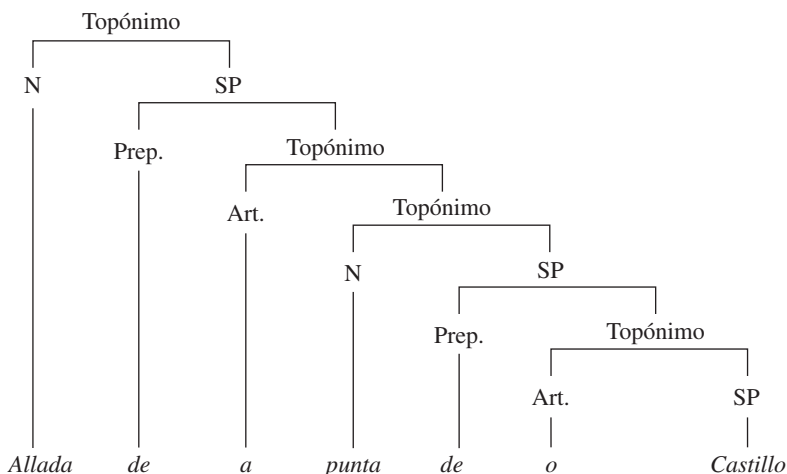 Topónimo
N SP
Prep. Topónimo
Art. Topónimo
N SP
Prep. Topónimo
Art. SP
Allada de a punta de o Castillo